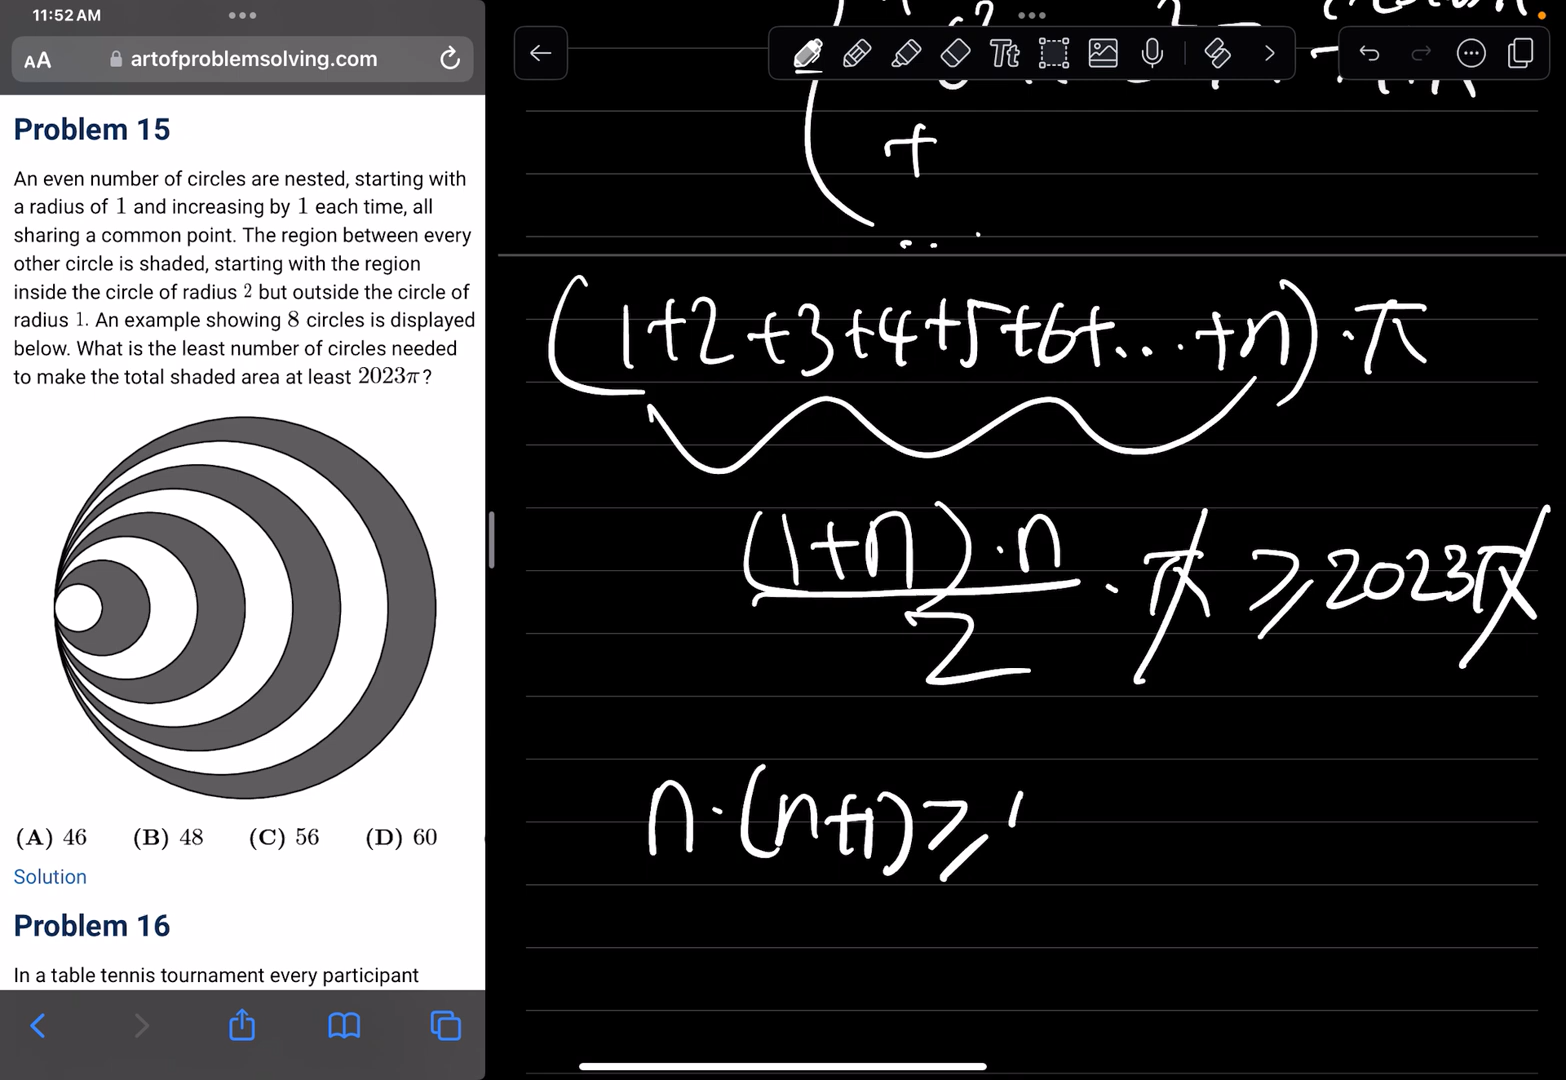 11:52 AM
AA artofproblemsolving.com
Problem 15
An even number of circles are nested, starting with
a radius of 1 and increasing by 1 each time, all
sharing a common point. The region between every
other circle is shaded, starting with the region
inside the circle of radius 2 but outside the circle of
radius 1. An example showing 8 circles is displayed
below. What is the least number of circles needed
to make the total shaded area at least 2023π?
(A) 46 (B) 48 (C) 56 (D) 60
Solution
Problem 16
In a table tennis tournament every participant
Tt
+
(1+2+3+4+5+6+...+n)·π
(1+n)·n
2
·π ≥ 2023π
n·(n+1)≥